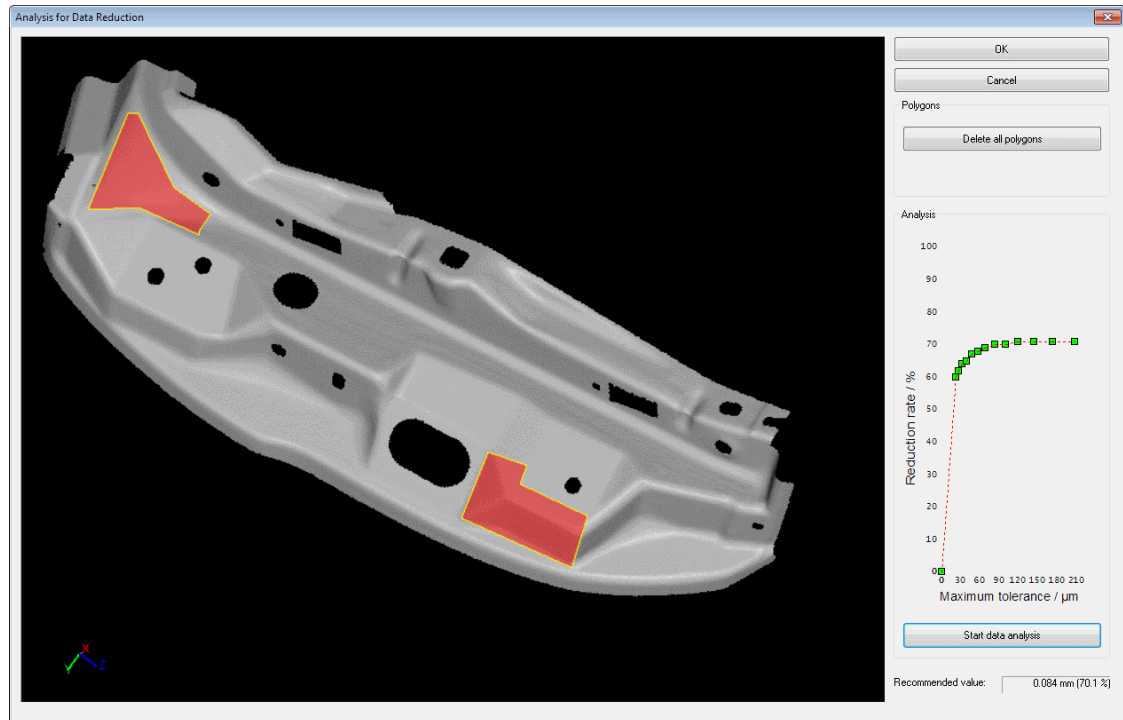 Analysis for Data Reduction
OK
Cancel
Polygons
Delete all polygons
Analysis
100
90
80
70
60
50
40
30
20
10
0
Reduction rate / %
0 30 60 90 120 150 180 210
Maximum tolerance / µm
Start data analysis
Recommended value: 0.084 mm (70.1 %)
X
Y
Z